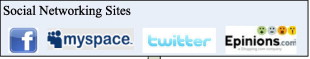 Social Networking Sites
f myspace. twitter Epinions.com